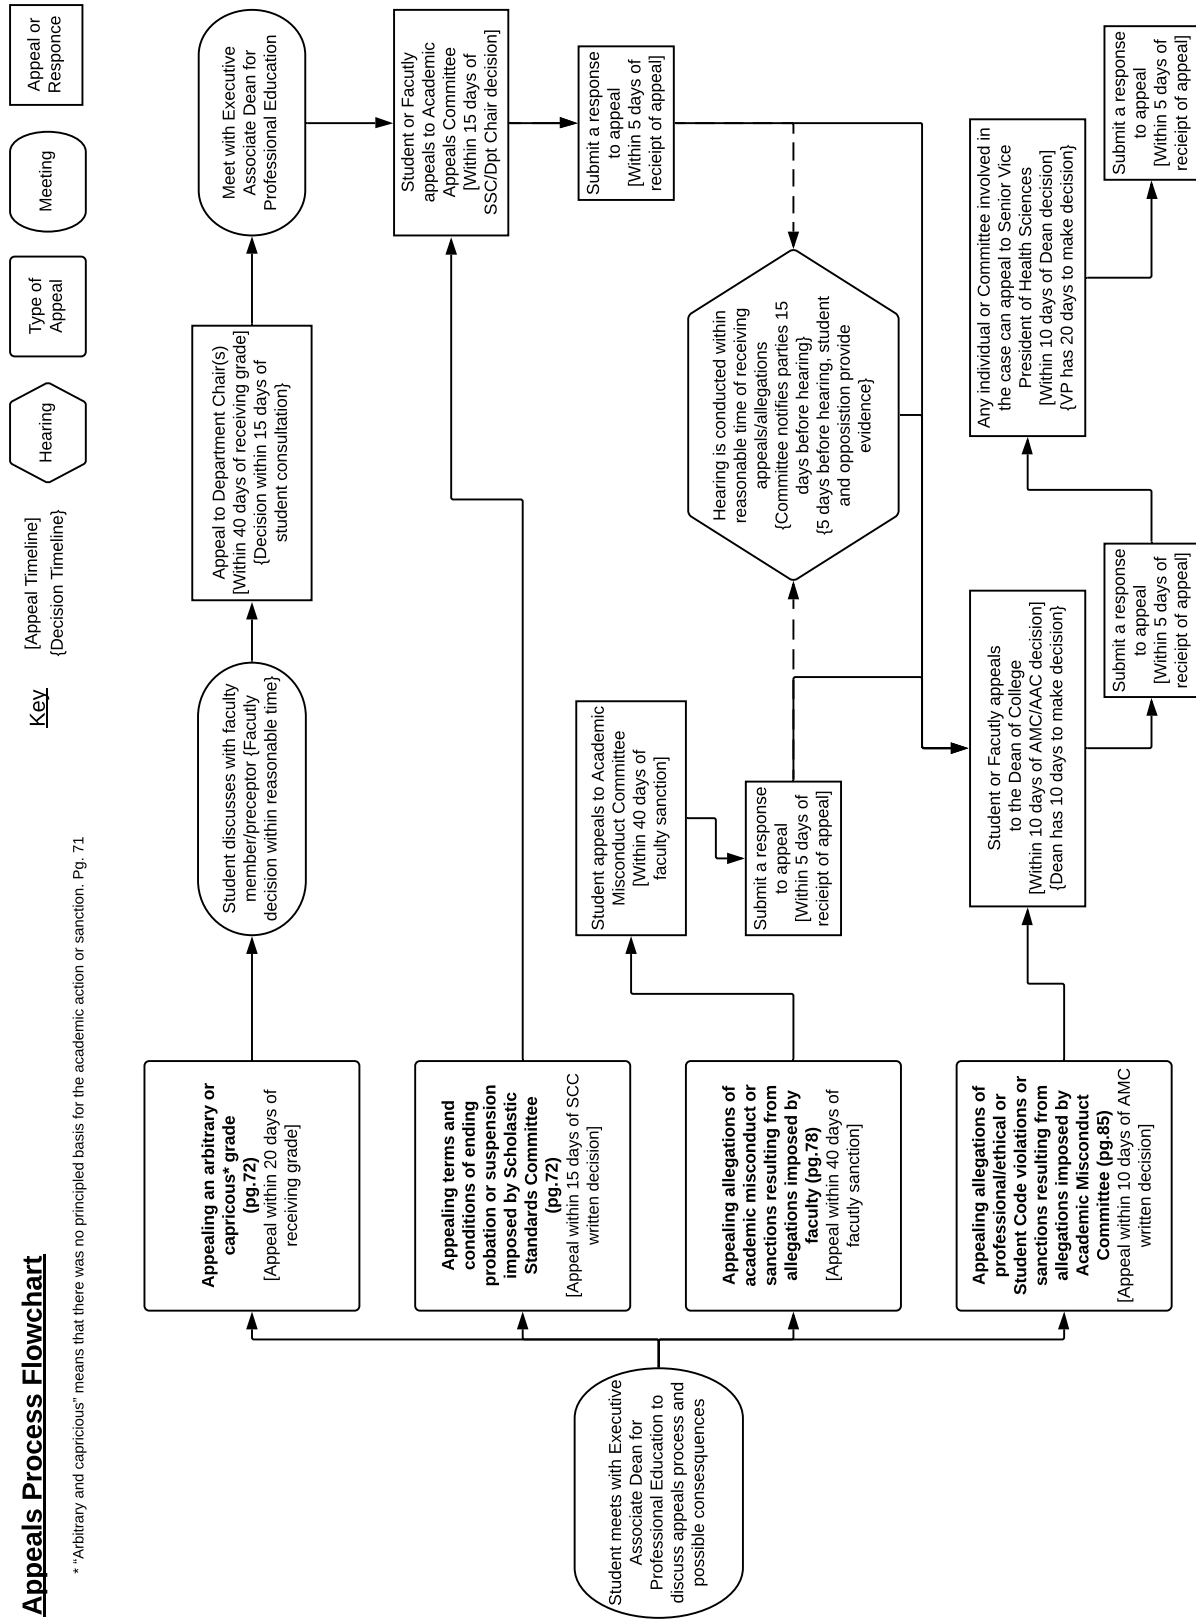 Appeals Process Flowchart
* “Arbitrary and capricious” means that there was no principled basis for the academic action or sanction. Pg. 71
Key
[Appeal Timeline]
{Decision Timeline}
Hearing
Type of
Appeal
Meeting
Appeal or
Responce
Student meets with Executive
Associate Dean for
Professional Education to
discuss appeals process and
possible consesquences
Appealing an arbitrary or
capricous* grade
(pg.72)
[Appeal within 20 days of
receiving grade]
Student discusses with faculty
member/preceptor {Facutly
decision within reasonable time}
Appeal to Department Chair(s)
[Within 40 days of receiving grade]
{Decision within 15 days of
student consultation}
Meet with Executive
Associate Dean for
Professional Education
Appealing terms and
conditions of ending
probation or suspension
imposed by Scholastic
Standards Committee
(pg.72)
[Appeal within 15 days of SCC
written decision]
Student or Facutly
appeals to Academic
Appeals Committee
[Within 15 days of
SSC/Dpt Chair decision]
Submit a response
to appeal
[Within 5 days of
recieipt of appeal]
Appealing allegations of
academic misconduct or
sanctions resulting from
allegations imposed by
faculty (pg.78)
[Appeal within 40 days of
facutly sanction]
Student appeals to Academic
Misconduct Committee
[Within 40 days of
faculty sanction]
Submit a response
to appeal
[Within 5 days of
recieipt of appeal]
Hearing is conducted within
reasonable time of receiving
appeals/allegations
{Committee notifies parties 15
days before hearing}
{5 days before hearing, student
and opposistion provide
evidence}
Appealing allegations of
professional/ethical or
Student Code violations or
sanctions resulting from
allegations imposed by
Academic Misconduct
Committee (pg.85)
[Appeal within 10 days of AMC
written decision]
Student or Facutly appeals
to the Dean of College
[Within 10 days of AMC/AAC decision]
{Dean has 10 days to make decision}
Submit a response
to appeal
[Within 5 days of
recieipt of appeal]
Any individual or Committee involved in
the case can appeal to Senior Vice
President of Health Sciences
[Within 10 days of Dean decision]
{VP has 20 days to make decision}
Submit a response
to appeal
[Within 5 days of
recieipt of appeal]